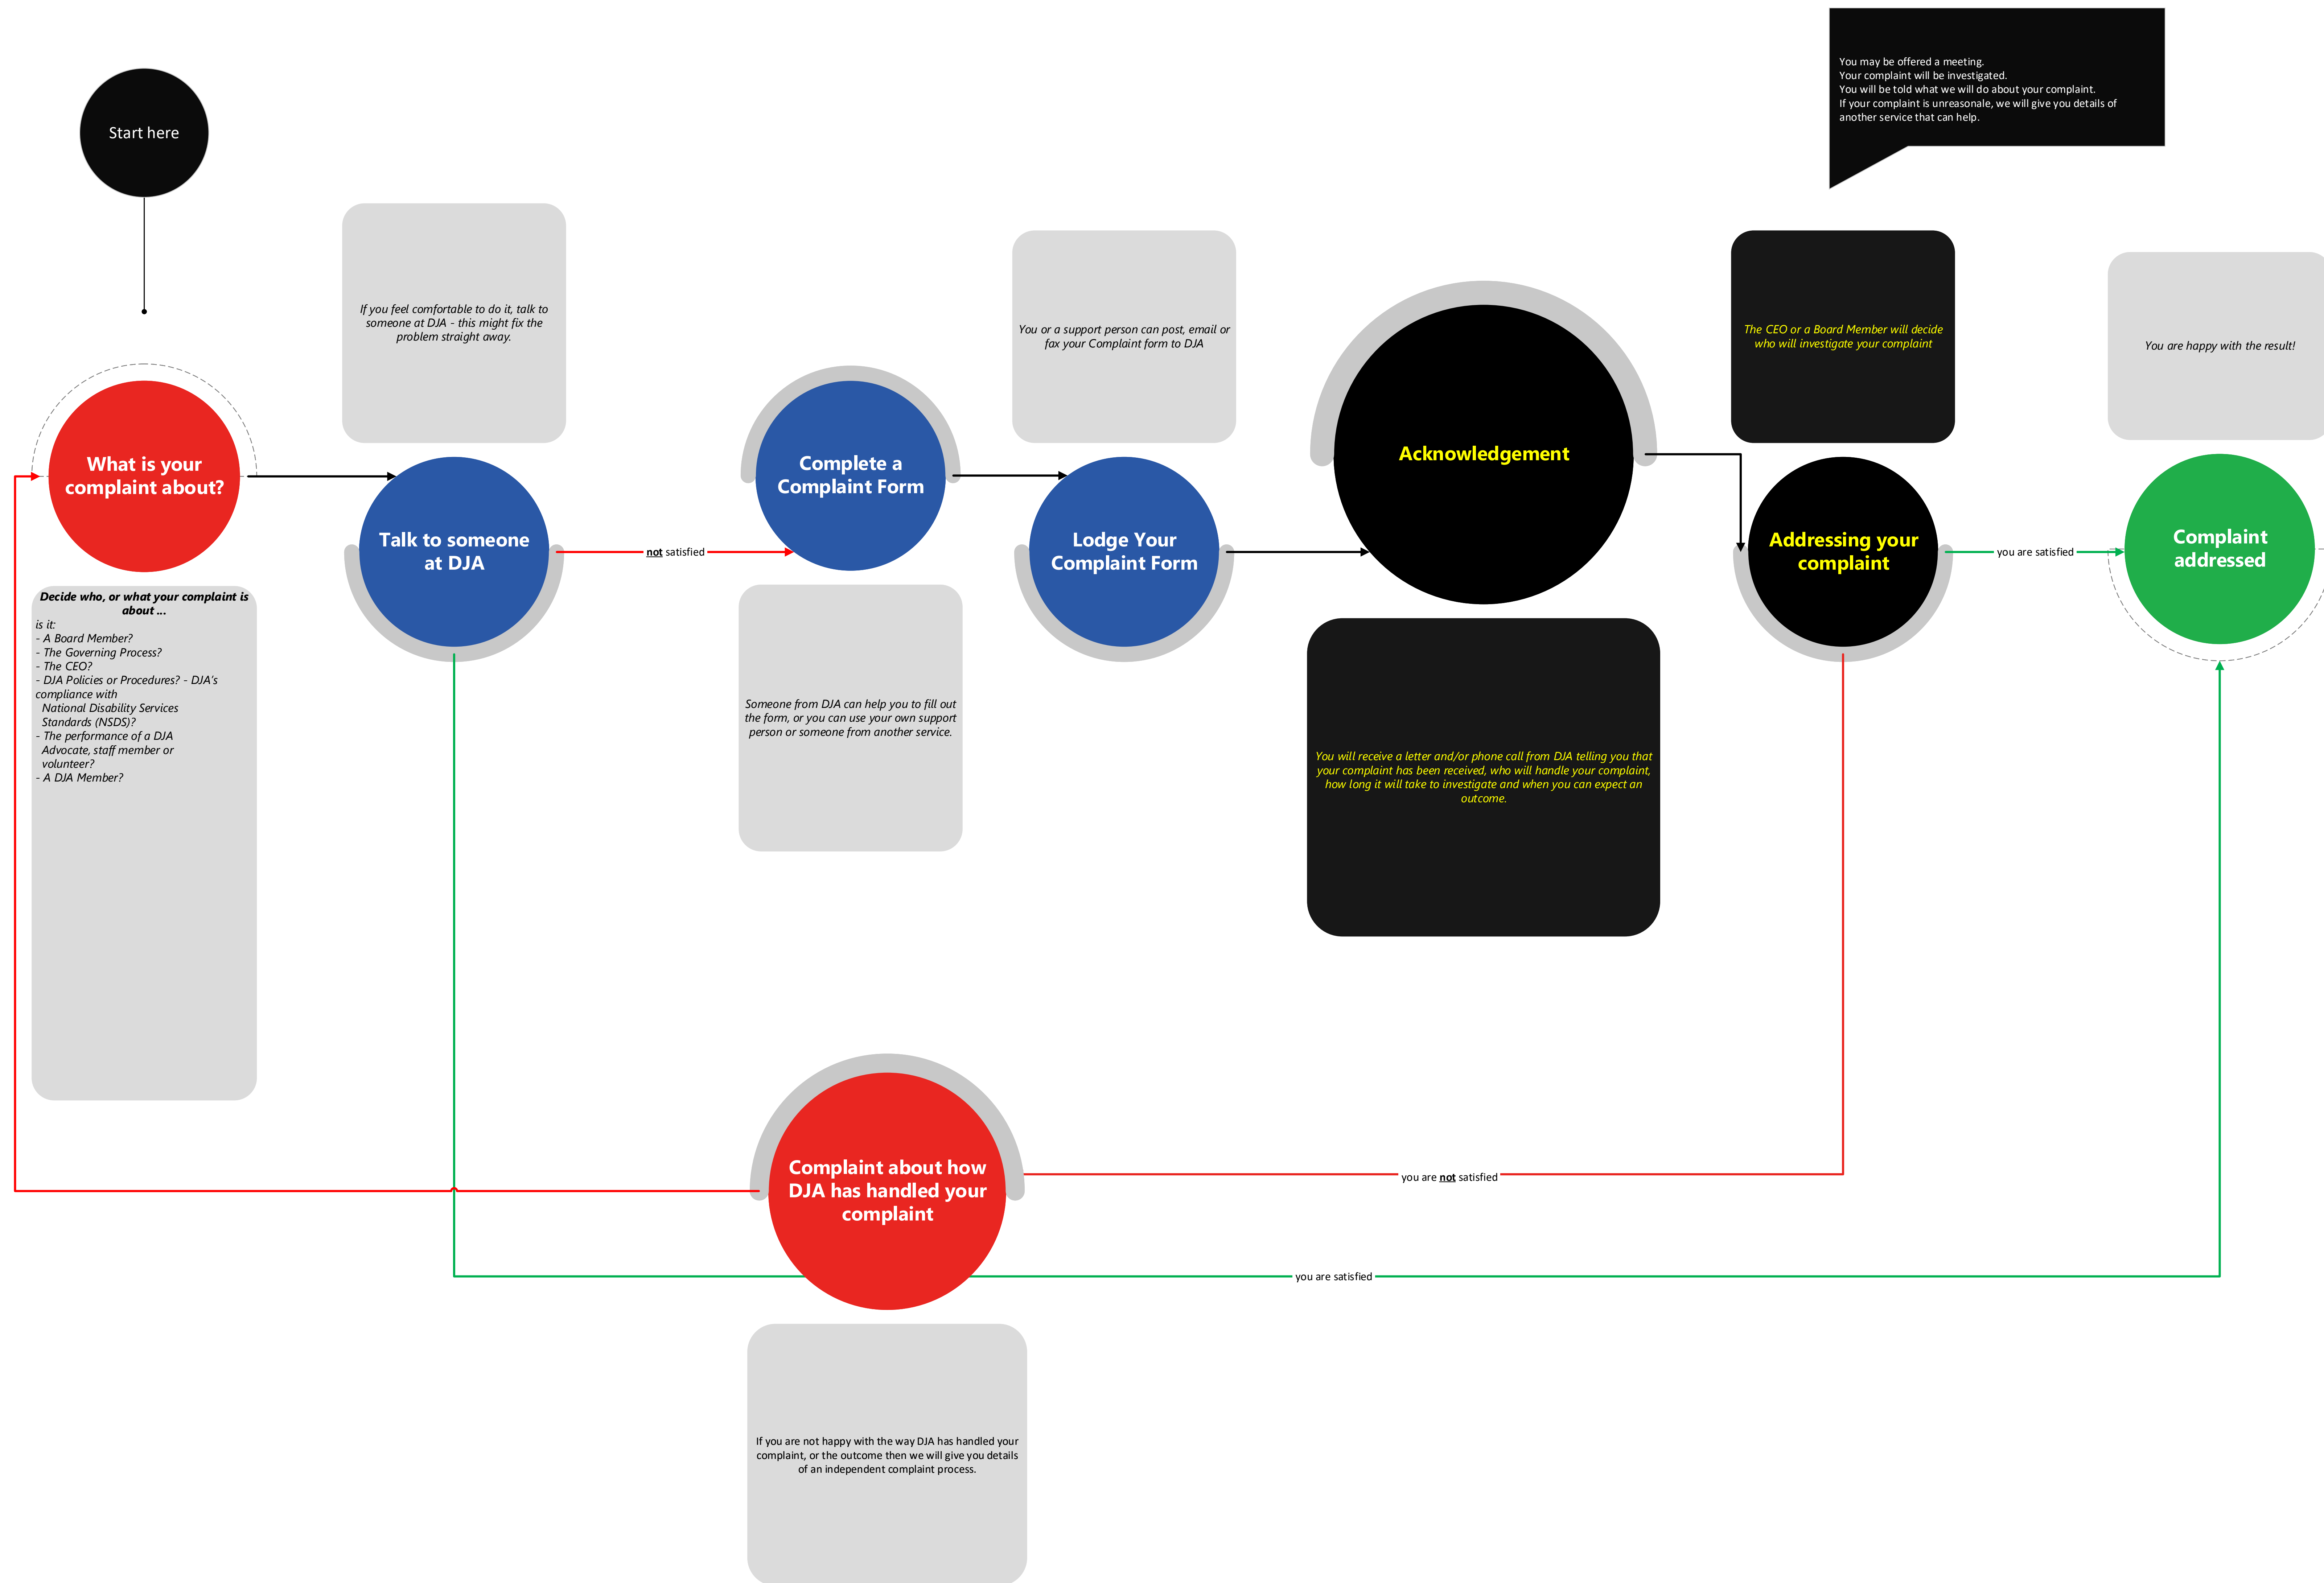 You may be offered a meeting.
Your complaint will be investigated.
You will be told what we will do about your complaint.
If your complaint is unreasonale, we will give you details of
another service that can help.
Start here
If you feel comfortable to do it, talk to
someone at DJA - this might fix the
problem straight away.
You or a support person can post, email or
fax your Complaint form to DJA
The CEO or a Board Member will decide
who will investigate your complaint
You are happy with the result!
What is your
complaint about?
Talk to someone
at DJA
not satisfied
Complete a
Complaint Form
Lodge Your
Complaint Form
Acknowledgement
Addressing your
complaint
you are satisfied
Complaint
addressed
Decide who, or what your complaint is
about ...
is it:
- A Board Member?
- The Governing Process?
- The CEO?
- DJA Policies or Procedures? - DJA's
compliance with
National Disability Services
Standards (NSDS)?
- The performance of a DJA
Advocate, staff member or
volunteer?
- A DJA Member?
Someone from DJA can help you to fill out
the form, or you can use your own support
person or someone from another service.
You will receive a letter and/or phone call from DJA telling you that
your complaint has been received, who will handle your complaint,
how long it will take to investigate and when you can expect an
outcome.
Complaint about how
DJA has handled your
complaint
you are not satisfied
you are satisfied
If you are not happy with the way DJA has handled your
complaint, or the outcome then we will give you details
of an independent complaint process.